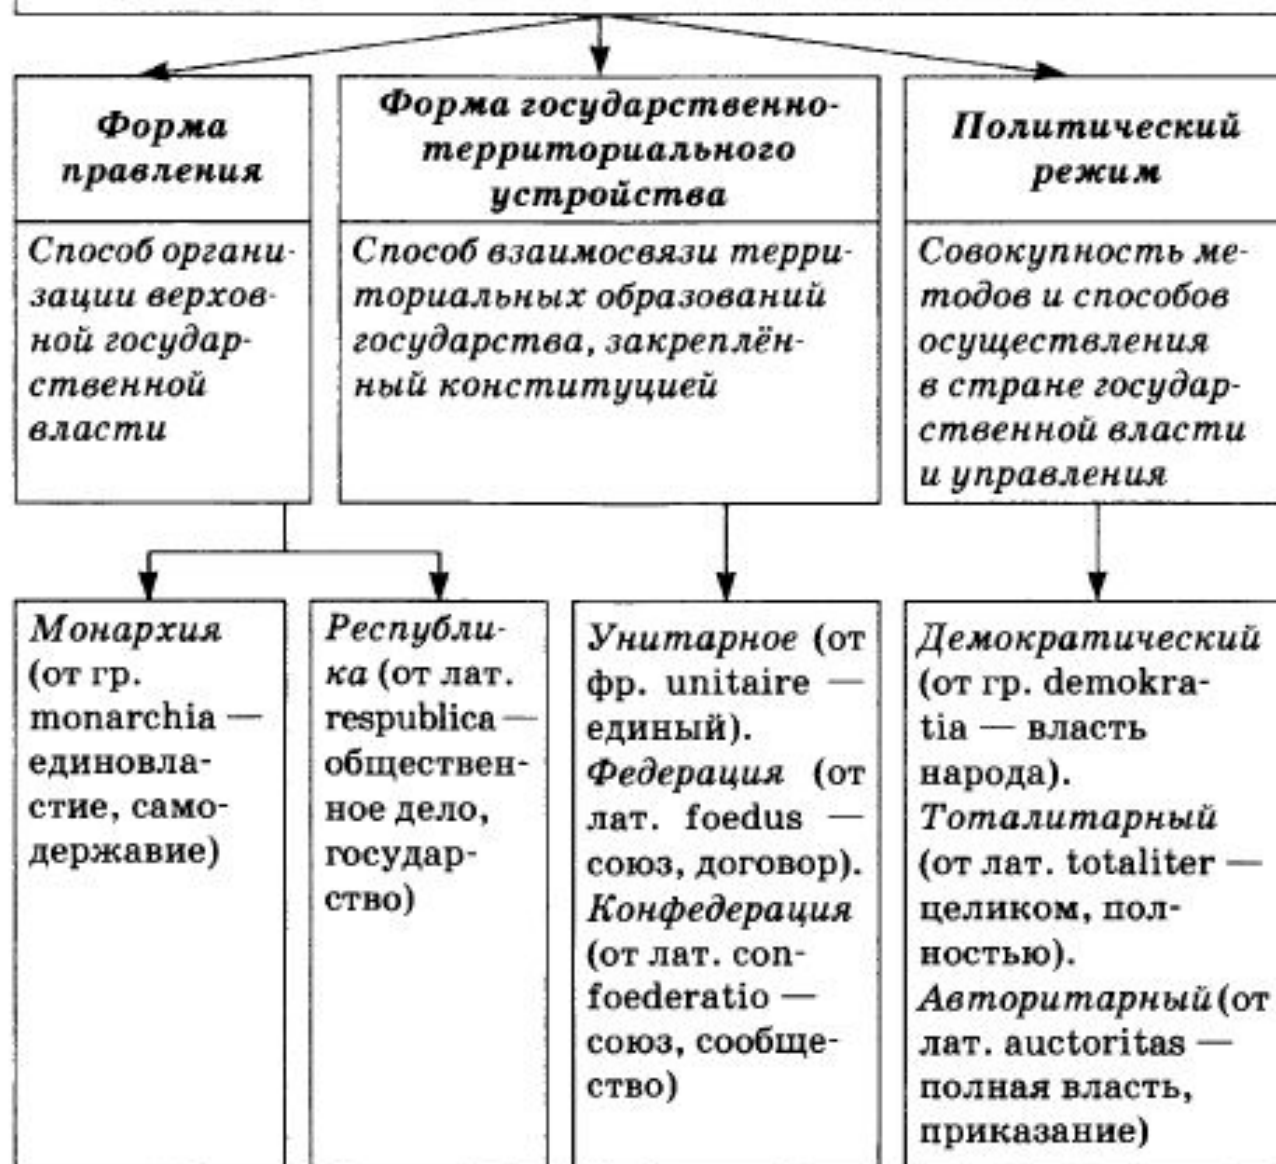 Форма
правления
Форма государственно-
территориального
устройства
Политический
режим
Способ органи-
зации верхов-
ной государ-
ственной
власти
Способ взаимосвязи терри-
ториальных образований
государства, закреплён-
ный конституцией
Совокупность ме-
тодов и способов
осуществления
в стране государ-
ственной власти
и управления
Монархия
(от гр.
monarchia —
единовла-
стие, само-
державие)
Республи-
ка (от лат.
respublica —
обществен-
ное дело,
государ-
ство)
Унитарное (от
фр. unitaire —
единый).
Федерация (от
лат. foedus —
союз, договор).
Конфедерация
(от лат. con-
foederatio —
союз, сообще-
ство)
Демократический
(от гр. demokra-
tia — власть
народа).
Тоталитарный
(от лат. totaliter —
целиком, пол-
ностью).
Авторитарный (от
лат. auctoritas —
полная власть,
приказание)